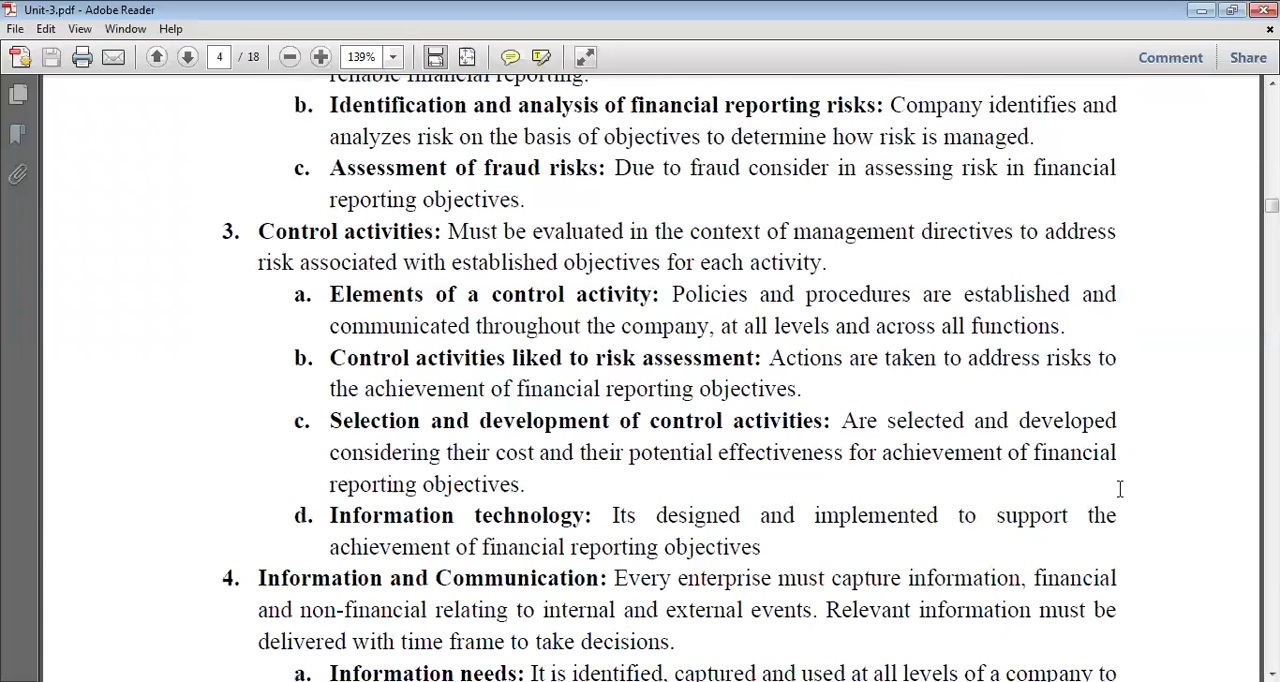 Unit-3.pdf - Adobe Reader
File Edit View Window Help
4 / 18 139% Comment Share
reliable financial reporting.
b. Identification and analysis of financial reporting risks: Company identifies and
analyzes risk on the basis of objectives to determine how risk is managed.
c. Assessment of fraud risks: Due to fraud consider in assessing risk in financial
reporting objectives.
3. Control activities: Must be evaluated in the context of management directives to address
risk associated with established objectives for each activity.
a. Elements of a control activity: Policies and procedures are established and
communicated throughout the company, at all levels and across all functions.
b. Control activities liked to risk assessment: Actions are taken to address risks to
the achievement of financial reporting objectives.
c. Selection and development of control activities: Are selected and developed
considering their cost and their potential effectiveness for achievement of financial
reporting objectives.
d. Information technology: Its designed and implemented to support the
achievement of financial reporting objectives
4. Information and Communication: Every enterprise must capture information, financial
and non-financial relating to internal and external events. Relevant information must be
delivered with time frame to take decisions.
a. Information needs: It is identified, captured and used at all levels of a company to